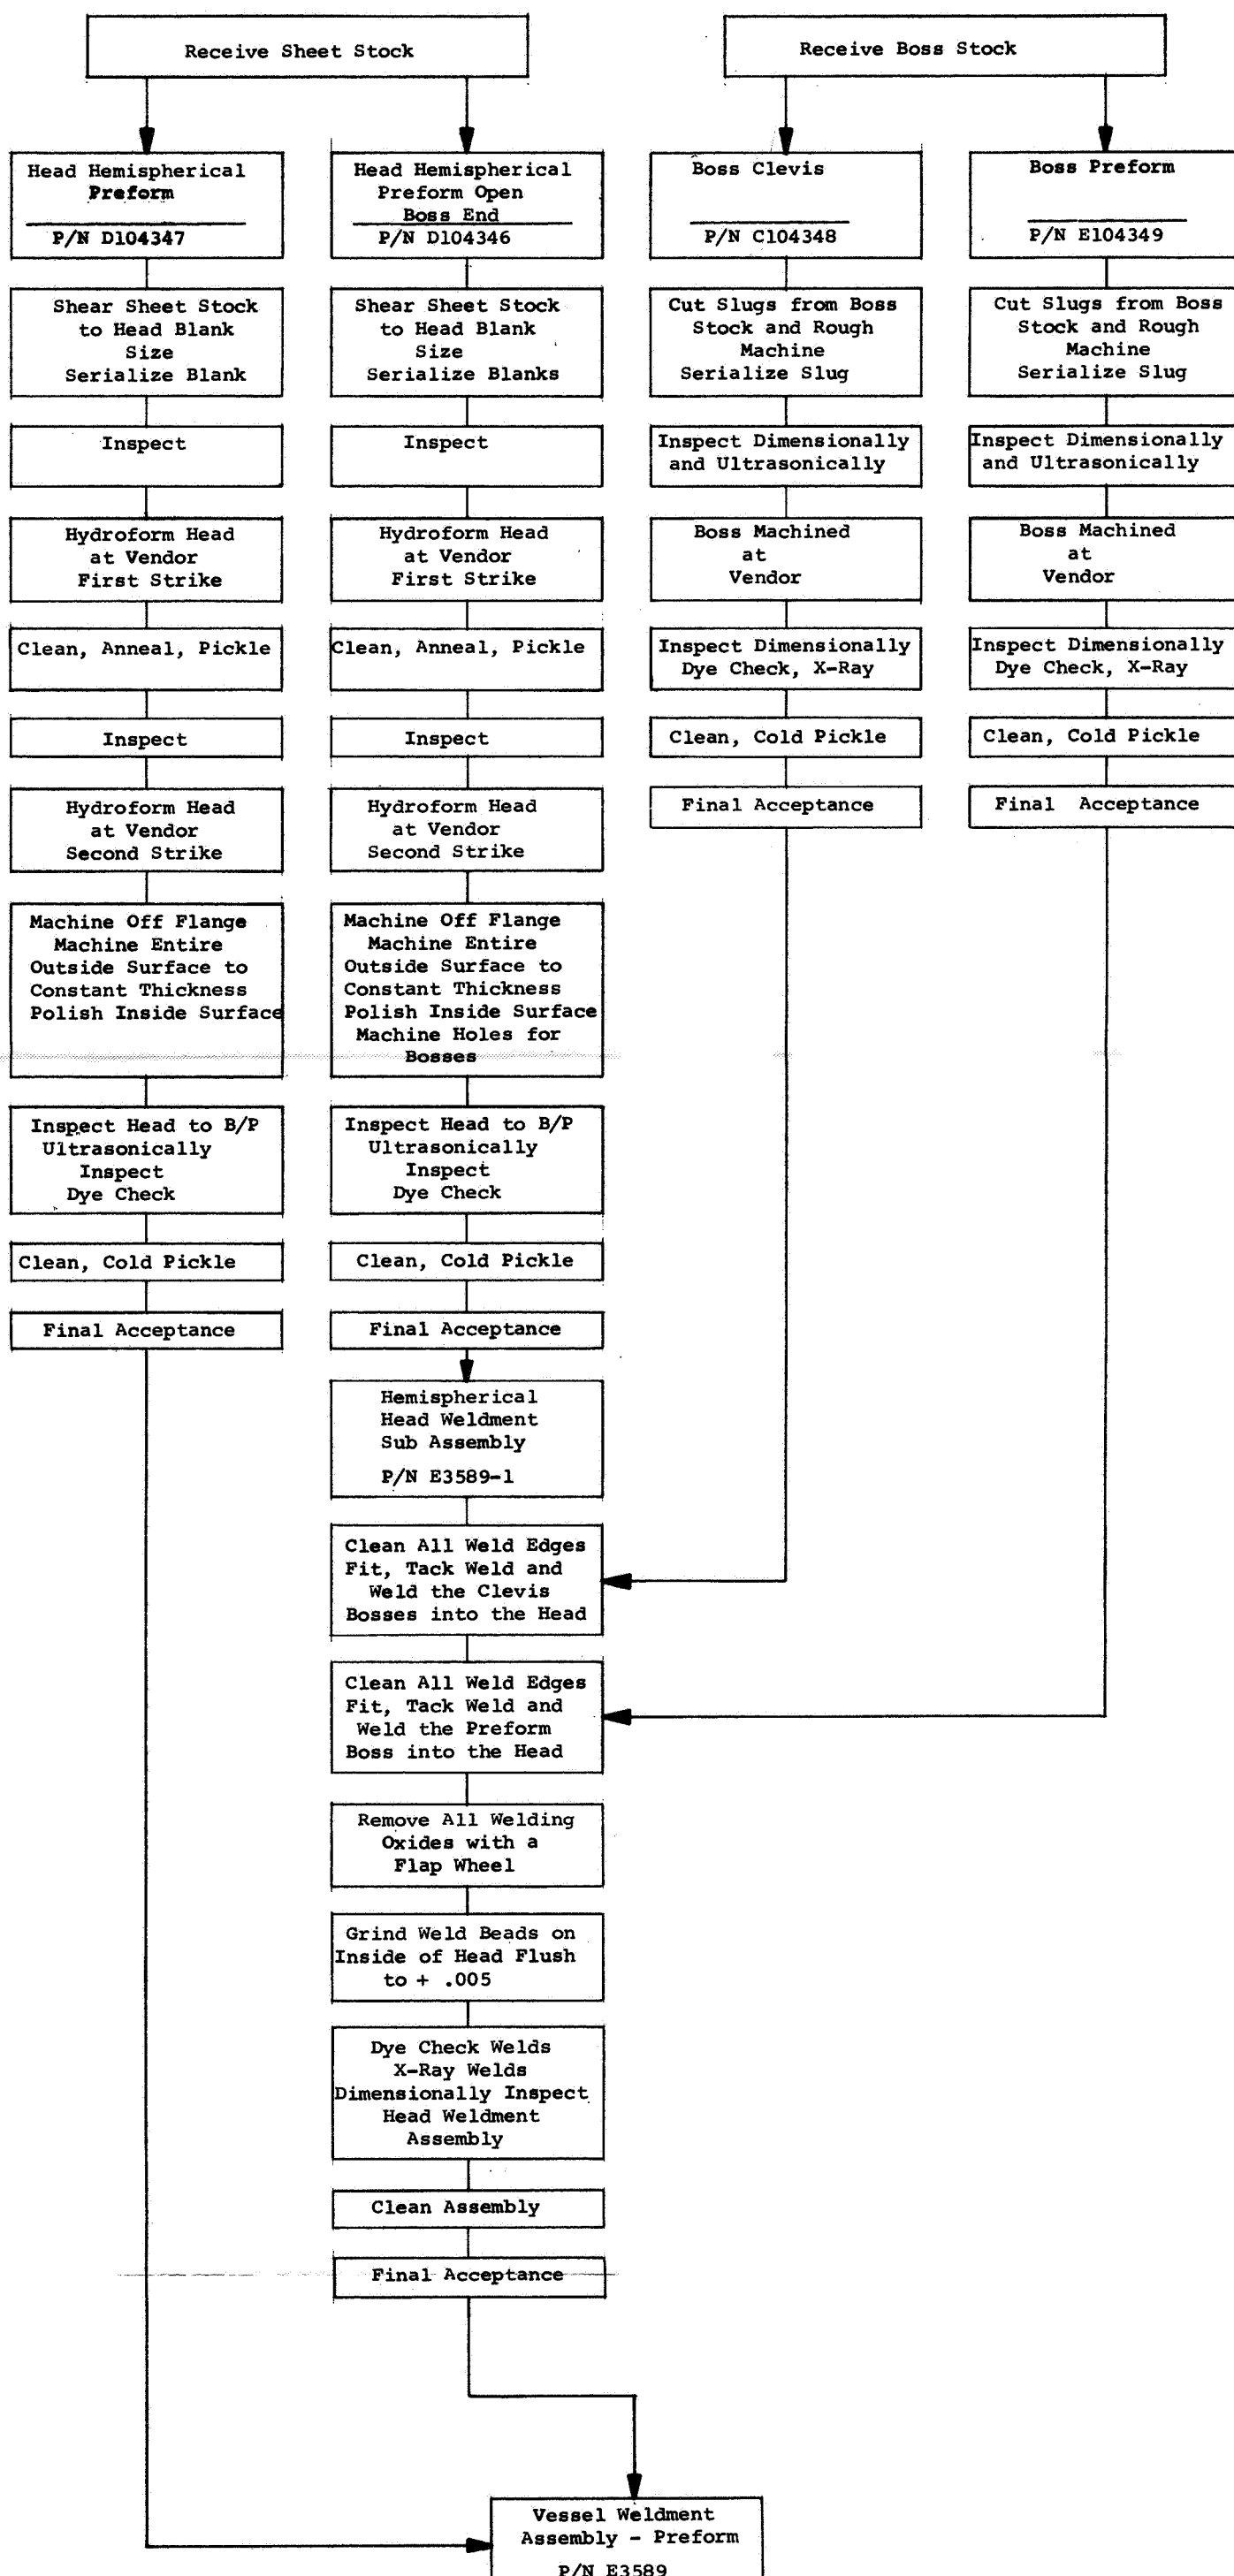 Receive Sheet Stock
Receive Boss Stock
Head Hemispherical
Preform
P/N D104347
Head Hemispherical
Preform Open
Boss End
P/N D104346
Boss Clevis
P/N C104348
Boss Preform
P/N E104349
Shear Sheet Stock
to Head Blank
Size
Serialize Blank
Shear Sheet Stock
to Head Blank
Size
Serialize Blanks
Cut Slugs from Boss
Stock and Rough
Machine
Serialize Slug
Cut Slugs from Boss
Stock and Rough
Machine
Serialize Slug
Inspect
Inspect
Inspect Dimensionally
and Ultrasonically
Inspect Dimensionally
and Ultrasonically
Hydroform Head
at Vendor
First Strike
Hydroform Head
at Vendor
First Strike
Boss Machined
at
Vendor
Boss Machined
at
Vendor
Clean, Anneal, Pickle
Clean, Anneal, Pickle
Inspect Dimensionally
Dye Check, X-Ray
Inspect Dimensionally
Dye Check, X-Ray
Inspect
Inspect
Clean, Cold Pickle
Clean, Cold Pickle
Hydroform Head
at Vendor
Second Strike
Hydroform Head
at Vendor
Second Strike
Final Acceptance
Final Acceptance
Machine Off Flange
Machine Entire
Outside Surface to
Constant Thickness
Polish Inside Surface
Machine Off Flange
Machine Entire
Outside Surface to
Constant Thickness
Polish Inside Surface
Machine Holes for
Bosses
Inspect Head to B/P
Ultrasonically
Inspect
Dye Check
Inspect Head to B/P
Ultrasonically
Inspect
Dye Check
Clean, Cold Pickle
Clean, Cold Pickle
Final Acceptance
Final Acceptance
Hemispherical
Head Weldment
Sub Assembly
P/N E3589-1
Clean All Weld Edges
Fit, Tack Weld and
Weld the Clevis
Bosses into the Head
Clean All Weld Edges
Fit, Tack Weld and
Weld the Preform
Boss into the Head
Remove All Welding
Oxides with a
Flap Wheel
Grind Weld Beads on
Inside of Head Flush
to + .005
Dye Check Welds
X-Ray Welds
Dimensionally Inspect
Head Weldment
Assembly
Clean Assembly
Final Acceptance
Vessel Weldment
Assembly - Preform
P/N E3589